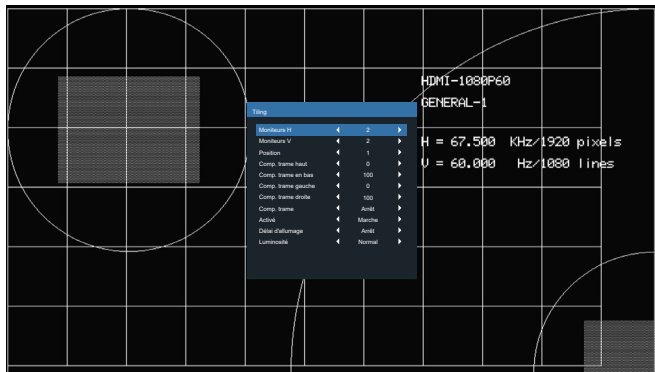 HDMI-1080P60
GENERAL-1
H = 67.500 KHz/1920 pixels
V = 60.000 Hz/1080 lines
Tiling
Moniteurs H 2
Moniteurs V 2
Position 1
Comp. trame haut 0
Comp. trame en bas 100
Comp. trame gauche 0
Comp. trame droite 100
Comp. trame Arrêt
Activé Marche
Délai d'allumage Arrêt
Luminosité Normal